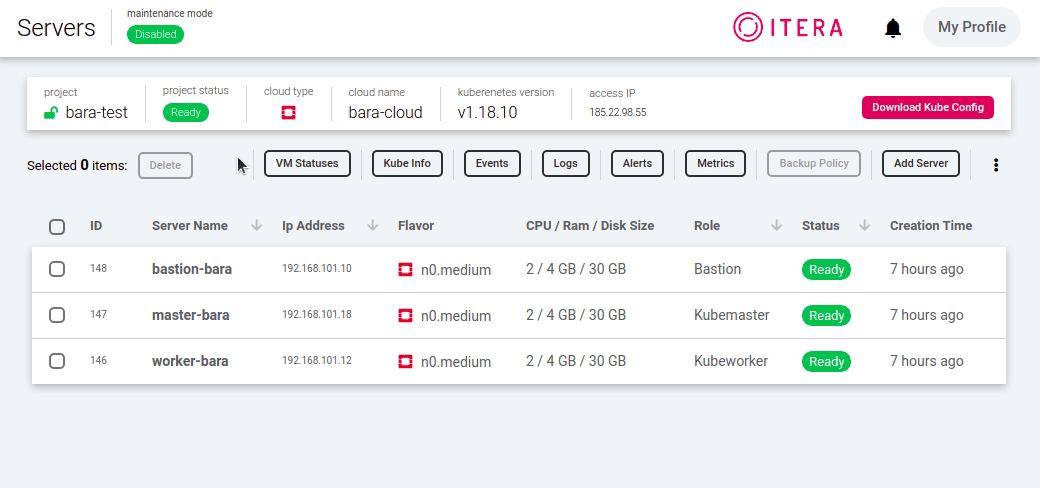 Servers
maintenance mode
Disabled
ITERA
My Profile
project
bara-test
project status
Ready
cloud type
cloud name
bara-cloud
kuberenetes version
v1.18.10
access IP
185.22.98.55
Download Kube Config
Selected 0 items:
Delete
VM Statuses
Kube Info
Events
Logs
Alerts
Metrics
Backup Policy
Add Server
ID Server Name Ip Address Flavor CPU / Ram / Disk Size Role Status Creation Time
148 bastion-bara 192.168.101.10 n0.medium 2 / 4 GB / 30 GB Bastion Ready 7 hours ago
147 master-bara 192.168.101.18 n0.medium 2 / 4 GB / 30 GB Kubemaster Ready 7 hours ago
146 worker-bara 192.168.101.12 n0.medium 2 / 4 GB / 30 GB Kubeworker Ready 7 hours ago